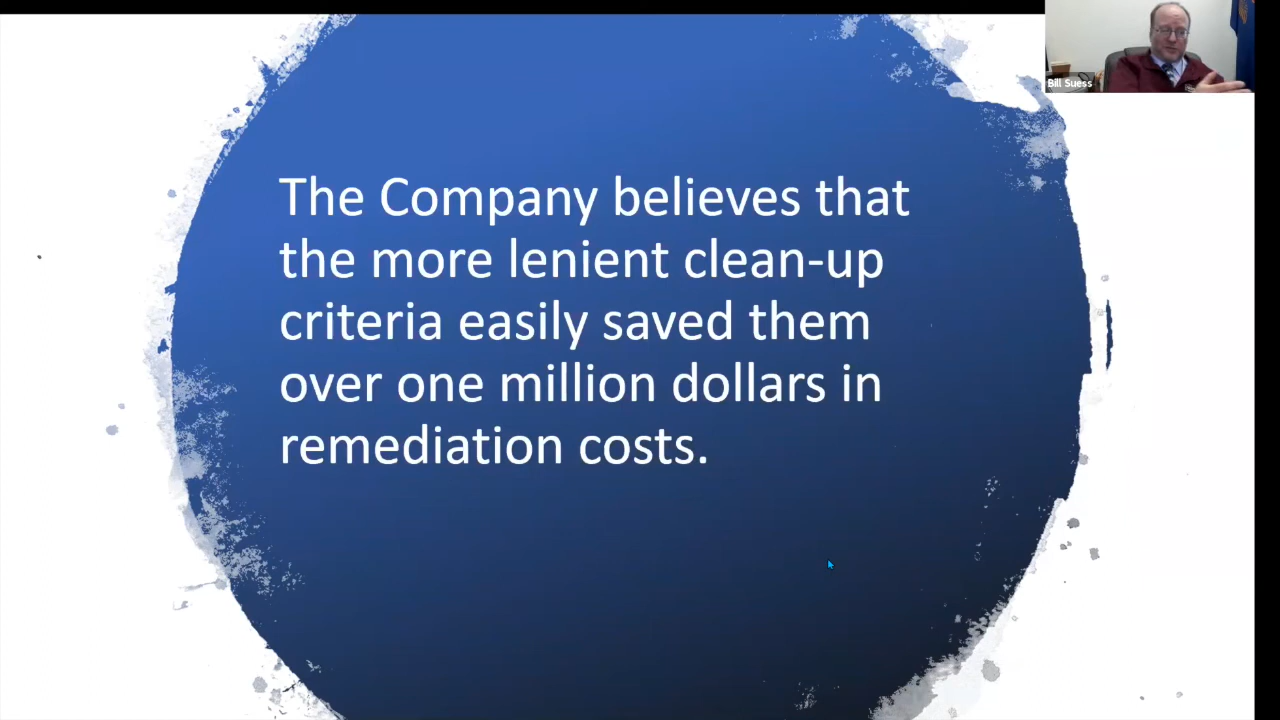 Bill Suess
The Company believes that
the more lenient clean-up
criteria easily saved them
over one million dollars in
remediation costs.